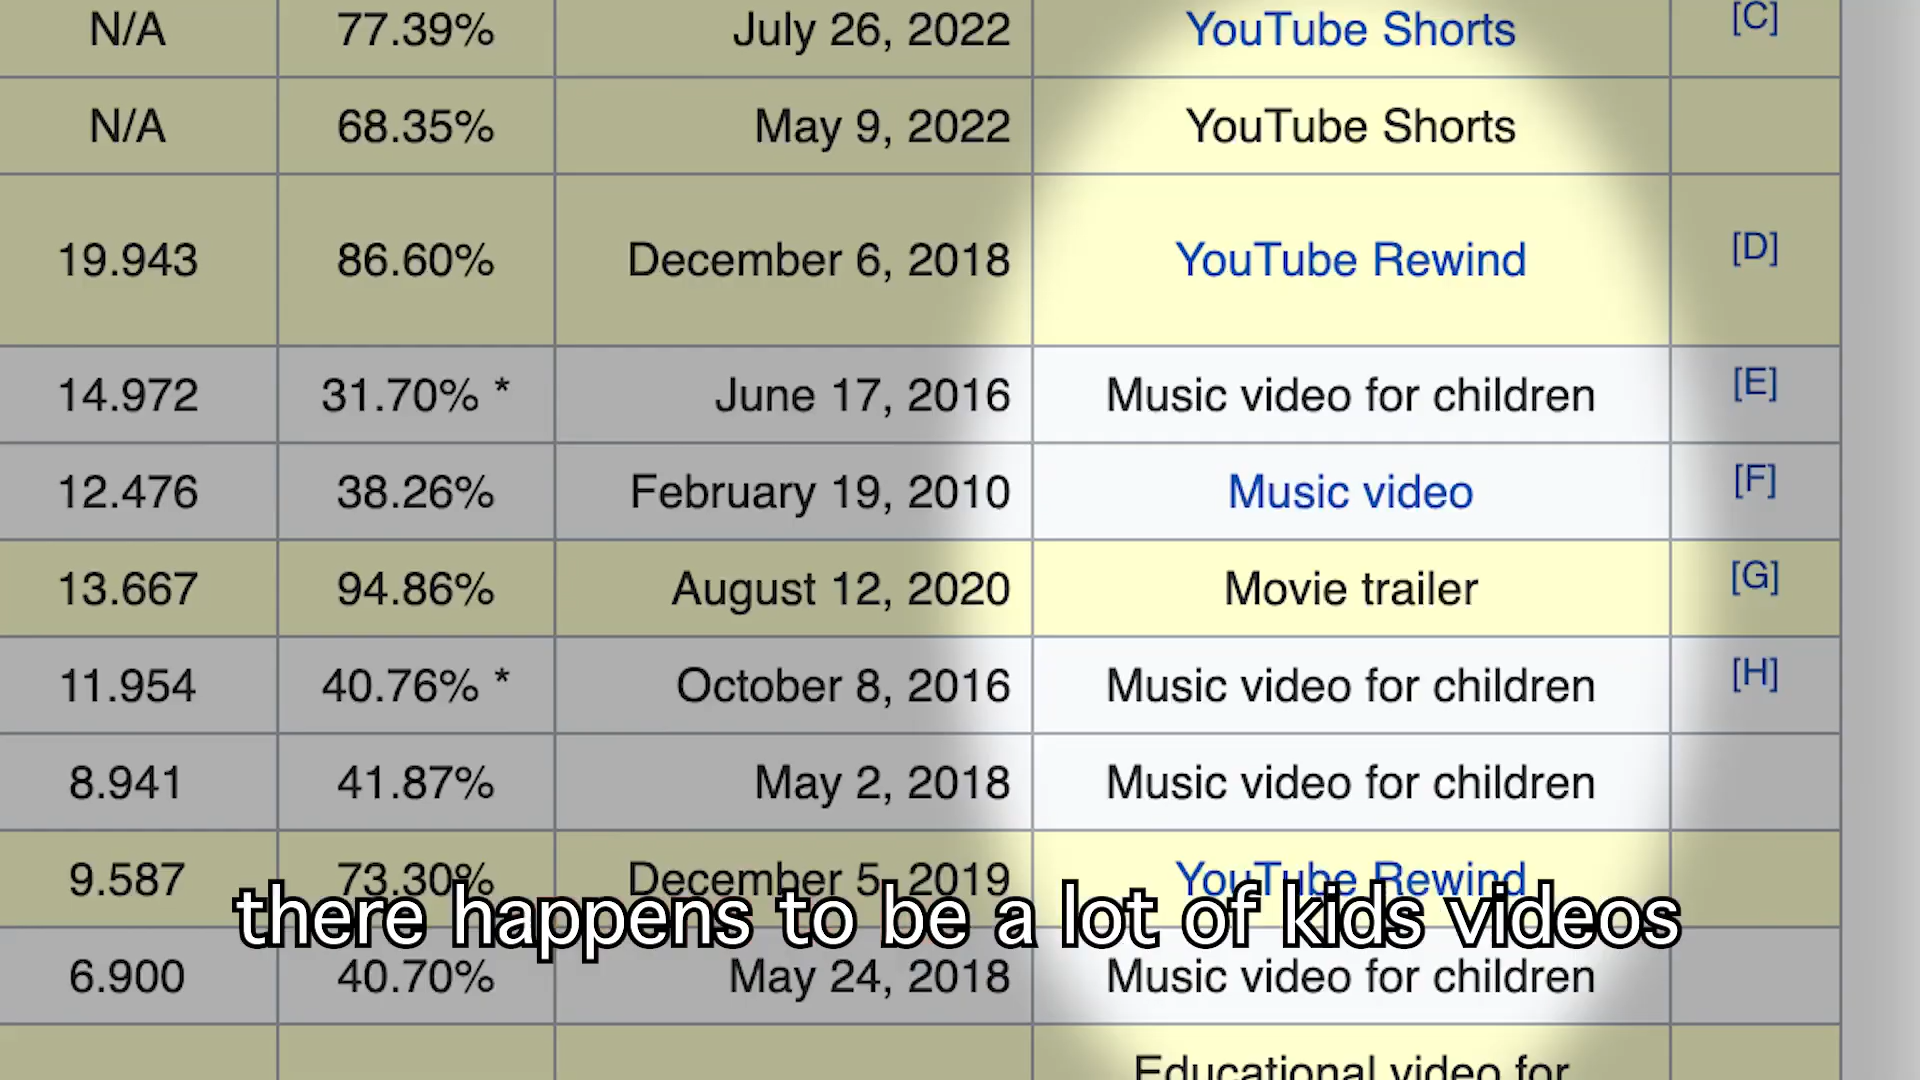 N/A 77.39% July 26, 2022 YouTube Shorts [C]
N/A 68.35% May 9, 2022 YouTube Shorts
19.943 86.60% December 6, 2018 YouTube Rewind [D]
14.972 31.70% * June 17, 2016 Music video for children [E]
12.476 38.26% February 19, 2010 Music video [F]
13.667 94.86% August 12, 2020 Movie trailer [G]
11.954 40.76% * October 8, 2016 Music video for children [H]
8.941 41.87% May 2, 2018 Music video for children
9.587 73.30% December 5, 2019 YouTube Rewind
there happens to be a lot of kids videos
6.900 40.70% May 24, 2018 Music video for children
Educational video for